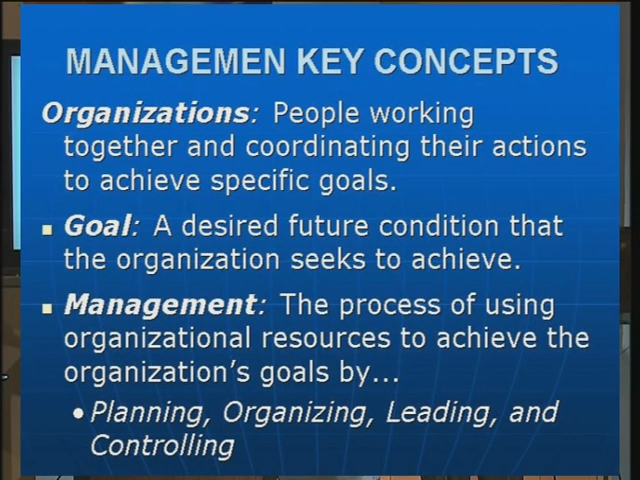 MANAGEMEN KEY CONCEPTS
Organizations: People working
together and coordinating their actions
to achieve specific goals.
Goal: A desired future condition that
the organization seeks to achieve.
Management: The process of using
organizational resources to achieve the
organization's goals by...
Planning, Organizing, Leading, and
Controlling